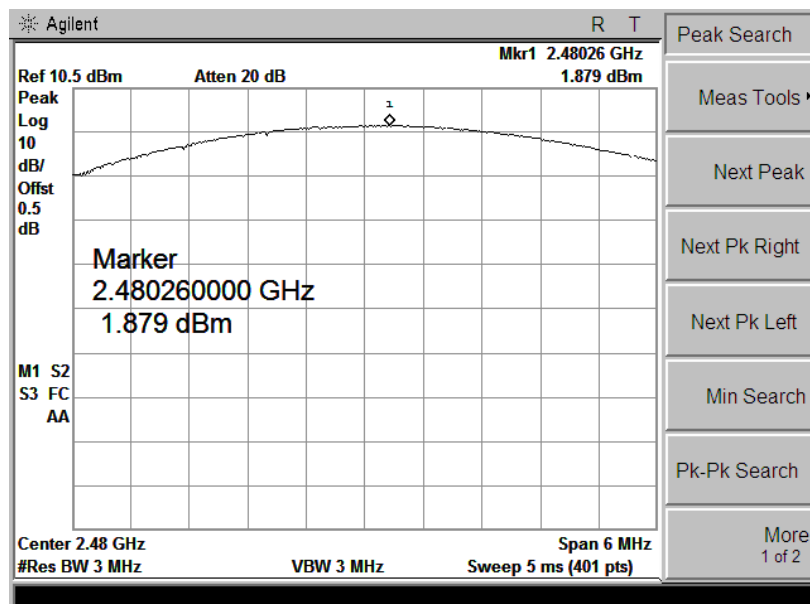 Agilent R T
Mkr1 2.48026 GHz
Ref 10.5 dBm Atten 20 dB 1.879 dBm
Peak
Log
10
dB/
Offst
0.5
dB
1
Marker
2.480260000 GHz
1.879 dBm
M1 S2
S3 FC
AA
Center 2.48 GHz Span 6 MHz
#Res BW 3 MHz VBW 3 MHz Sweep 5 ms (401 pts)
Peak Search
Meas Tools
Next Peak
Next Pk Right
Next Pk Left
Min Search
Pk-Pk Search
More
1 of 2